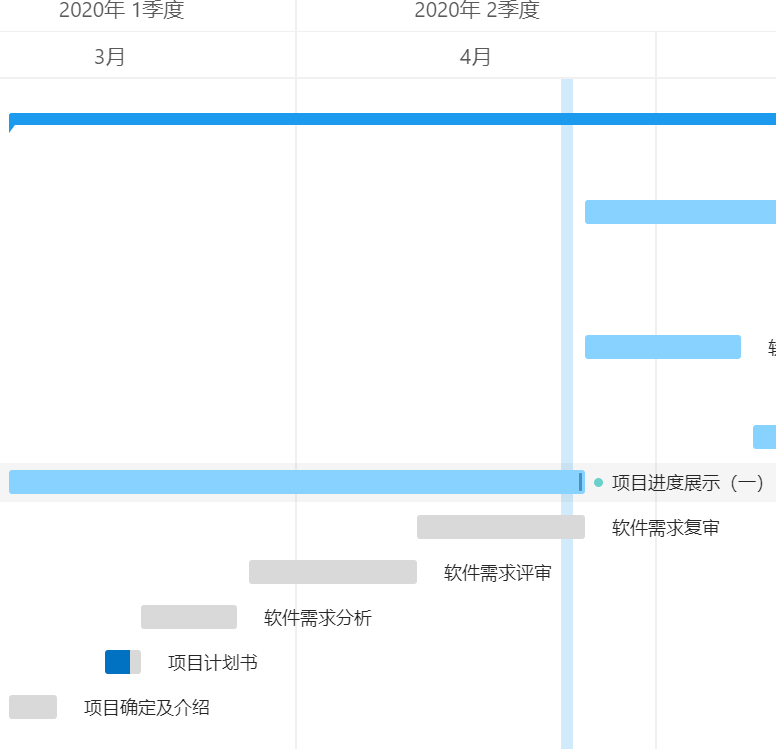 2020年 1季度
2020年 2季度
3月
4月
项目进度展示（一）
软件需求复审
软件需求评审
软件需求分析
项目计划书
项目确定及介绍